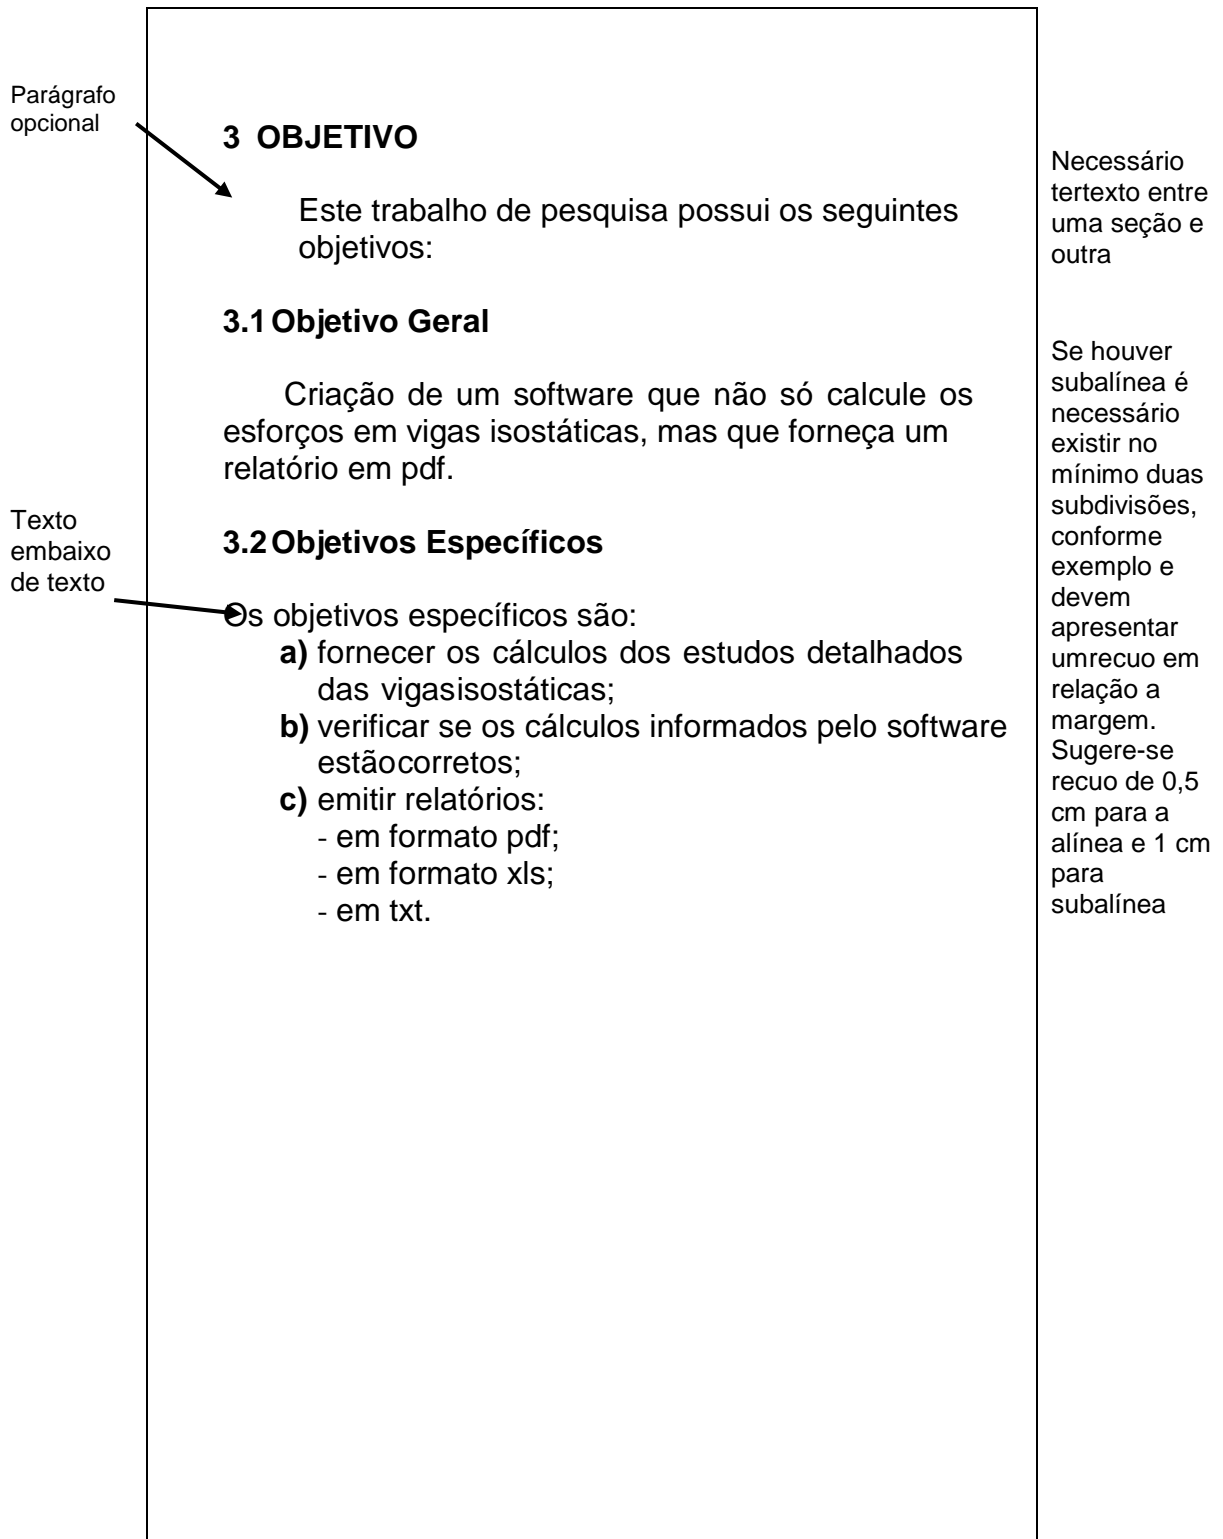 Parágrafo
opcional
3 OBJETIVO
Este trabalho de pesquisa possui os seguintes
objetivos:
3.1 Objetivo Geral
Criação de um software que não só calcule os
esforços em vigas isostáticas, mas que forneça um
relatório em pdf.
Texto
embaixo
de texto
3.2 Objetivos Específicos
Os objetivos específicos são:
a) fornecer os cálculos dos estudos detalhados
das vigasisostáticas;
b) verificar se os cálculos informados pelo software
estãocorretos;
c) emitir relatórios:
- em formato pdf;
- em formato xls;
- em txt.
Necessário
tertexto entre
uma seção e
outra
Se houver
subalínea é
necessário
existir no
mínimo duas
subdivisões,
conforme
exemplo e
devem
apresentar
umrecuo em
relação a
margem.
Sugere-se
recuo de 0,5
cm para a
alínea e 1 cm
para
subalínea